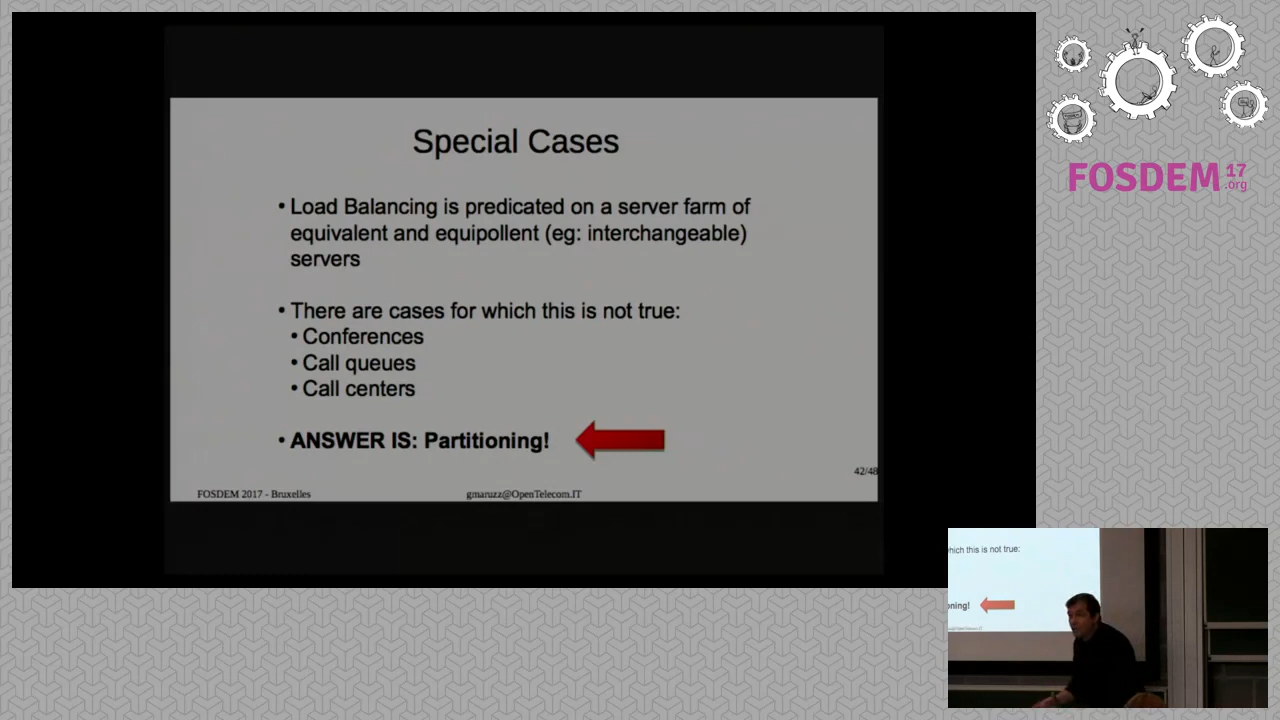 Special Cases
• Load Balancing is predicated on a server farm of
equivalent and equipollent (eg: interchangeable)
servers
• There are cases for which this is not true:
• Conferences
• Call queues
• Call centers
• ANSWER IS: Partitioning!
42/48
FOSDEM 2017 - Bruxelles
gmaruzz@OpenTelecom.IT
FOSDEM 17
.org
hich this is not true:
oning!